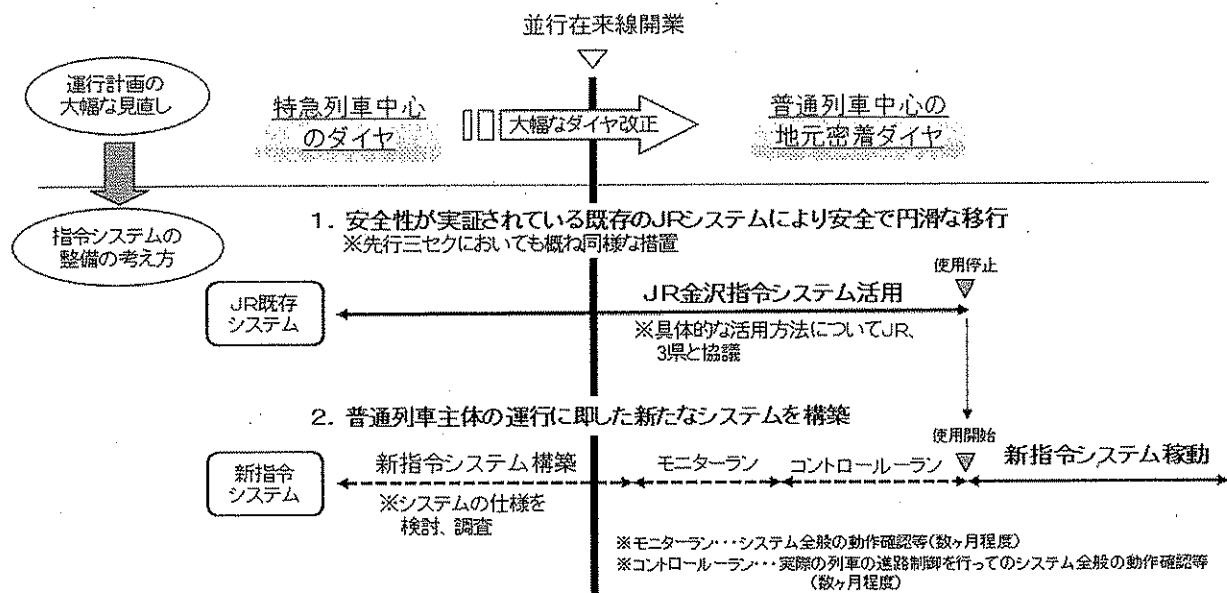 並行在来線開業
運行計画の
大幅な見直し
特急列車中心
のダイヤ
大幅なダイヤ改正
普通列車中心の
地元密着ダイヤ
指令システムの
整備の考え方
1. 安全性が実証されている既存のJRシステムにより安全で円滑な移行
※先行三セクにおいても概ね同様な措置
使用停止
JR既存
システム
JR金沢指令システム活用
※具体的な活用方法についてJR、
3県と協議
2. 普通列車主体の運行に即した新たなシステムを構築
使用開始
新指令
システム
新指令システム構築
モニターラン
コントロールーラン
新指令システム稼動
※システムの仕様を
検討、調査
※モニターラン・・・システム全般の動作確認等(数ヶ月程度)
※コントロールーラン・・・実際の列車の進路制御を行ってのシステム全般の動作確認等
(数ヶ月程度)